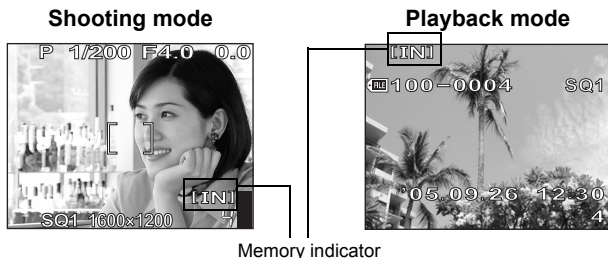 Shooting mode
P 1/200 F4.0 0.0
[IN]
SQ1 1600×1200
4
Playback mode
[IN]
FILE 100-0004 SQ1
'05.09.26 12:30
4
Memory indicator